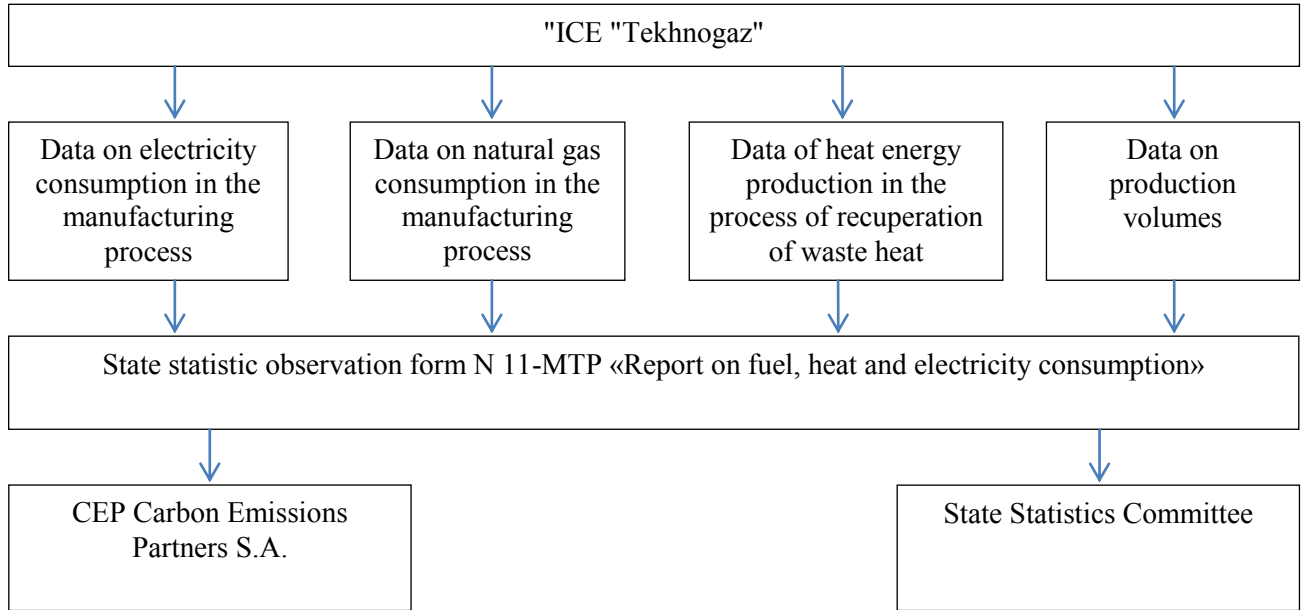 "ICE "Tekhnogaz"
Data on electricity
consumption in the
manufacturing
process
Data on natural gas
consumption in the
manufacturing
process
Data of heat energy
production in the
process of recuperation
of waste heat
Data on
production
volumes
State statistic observation form N 11-MTP «Report on fuel, heat and electricity consumption»
CEP Carbon Emissions
Partners S.A.
State Statistics Committee